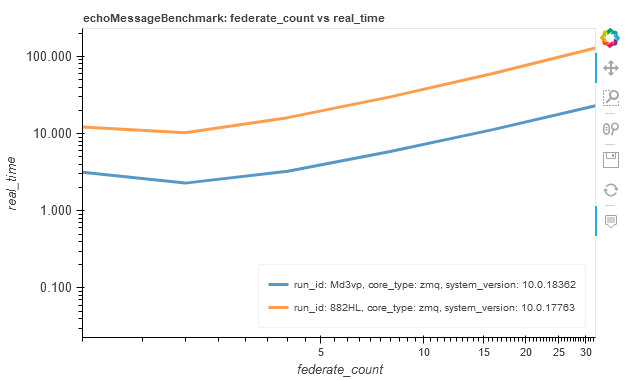 echoMessageBenchmark: federate_count vs real_time
100.000
10.000
1.000
0.100
real_time
run_id: Md3vp, core_type: zmq, system_version: 10.0.18362
run_id: 882HL, core_type: zmq, system_version: 10.0.17763
5 10 15 20 25 30
federate_count